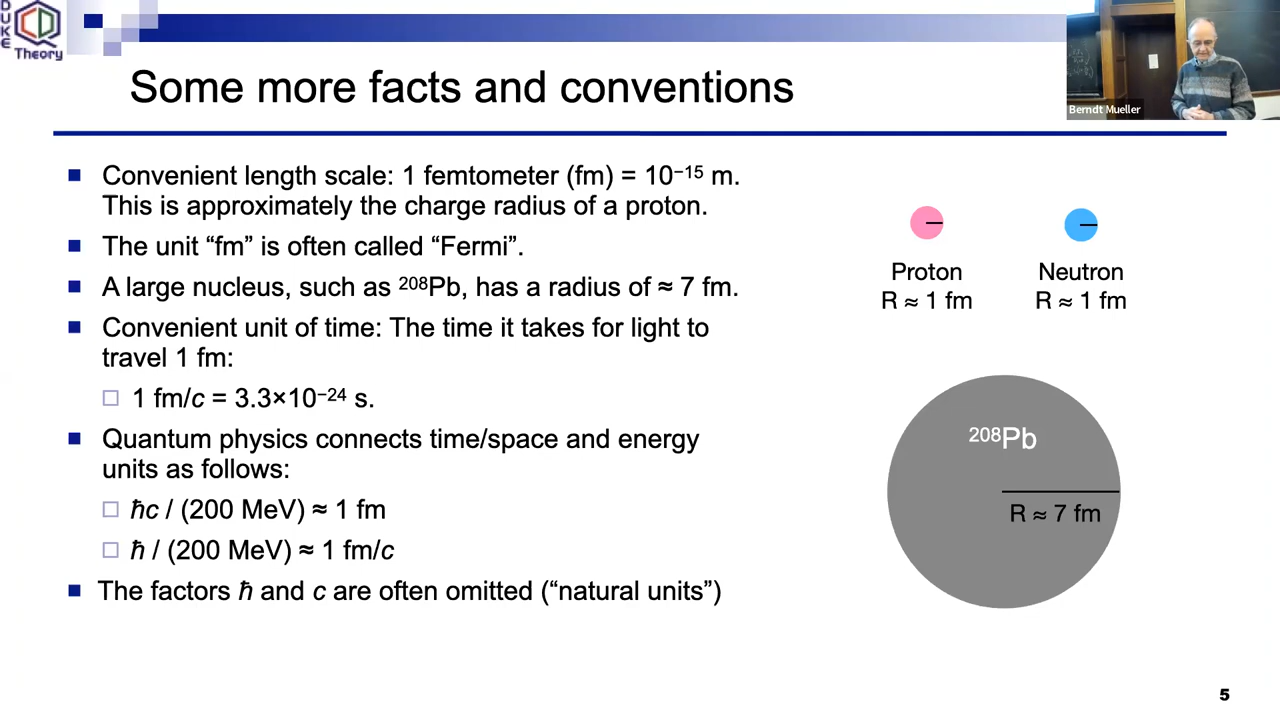 DUKE
QCD
Theory
Some more facts and conventions
Berndt Mueller
Convenient length scale: 1 femtometer (fm) = 10⁻¹⁵ m.
This is approximately the charge radius of a proton.
The unit “fm” is often called “Fermi”.
A large nucleus, such as ²⁰⁸Pb, has a radius of ≈ 7 fm.
Convenient unit of time: The time it takes for light to
travel 1 fm:
1 fm/c = 3.3×10⁻²⁴ s.
Quantum physics connects time/space and energy
units as follows:
ħc / (200 MeV) ≈ 1 fm
ħ / (200 MeV) ≈ 1 fm/c
The factors ħ and c are often omitted (“natural units”)
Proton
R ≈ 1 fm
Neutron
R ≈ 1 fm
²⁰⁸Pb
R ≈ 7 fm
5